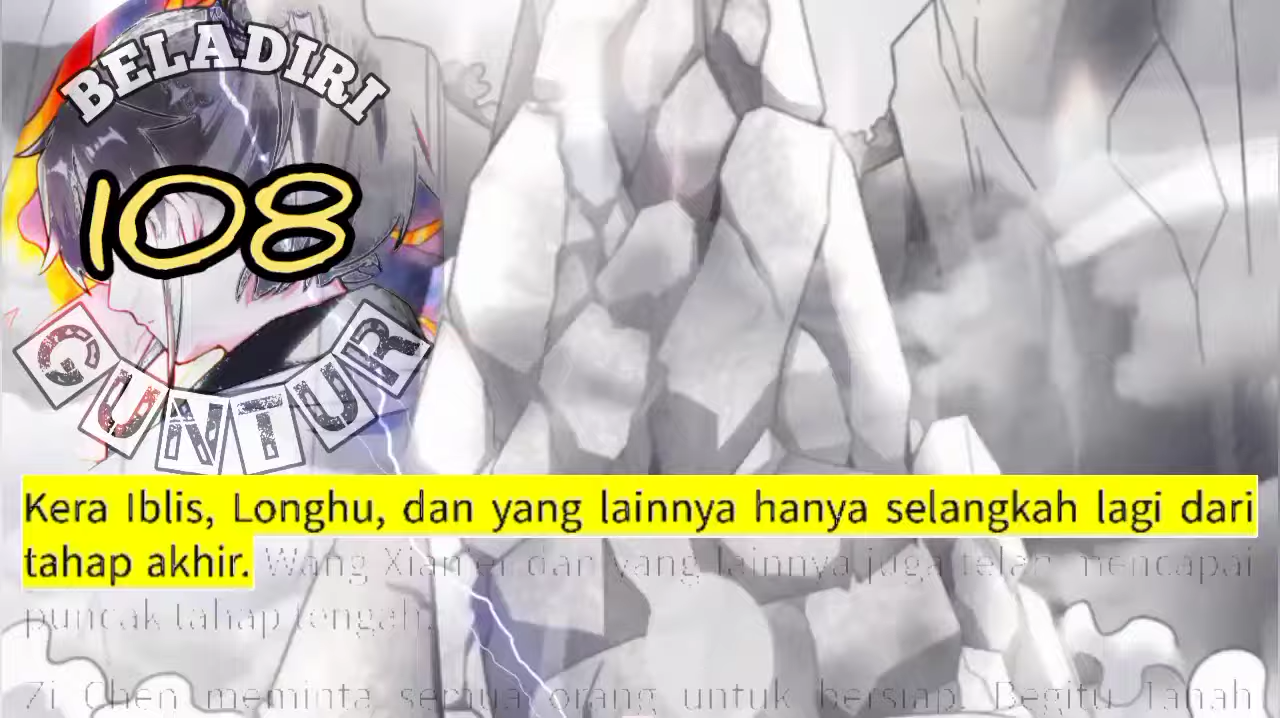 BELADIRI
108
GUNTUR
Kera Iblis, Longhu, dan yang lainnya hanya selangkah lagi dari
tahap akhir. Wang Xian'er dan yang lainnya juga telah mencapai
puncak tahap tengah.
Zi Chen meminta semua orang untuk bersiap. Begitu Tanah